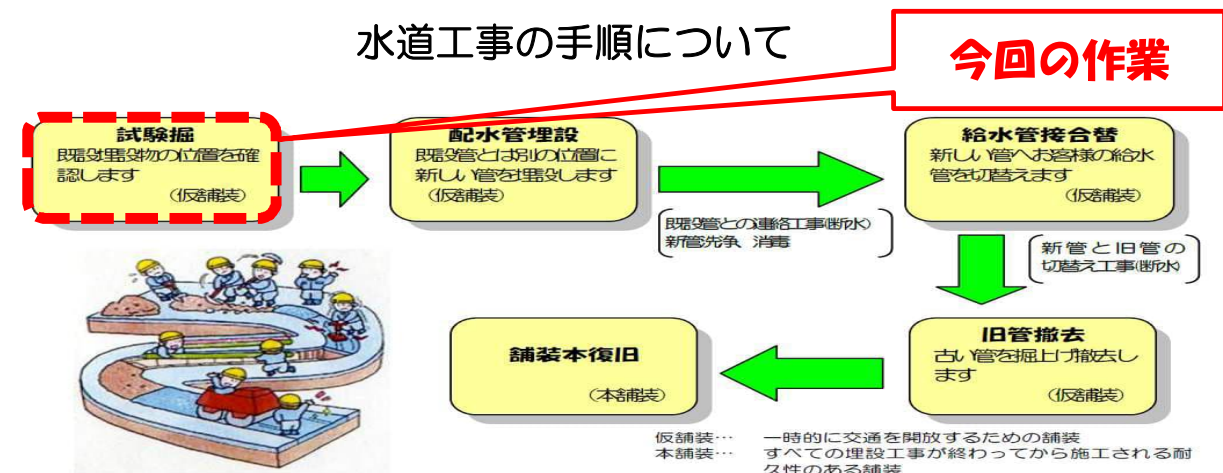 水道工事の手順について
今回の作業
試験掘
既設埋設物の位置を確
認します
(仮舗装)
配水管埋設
既設管とは別の位置に
新しい管を埋設します
(仮舗装)
既設管との連絡工事(断水)
新管洗浄、消毒
給水管接合替
新しい管へお客様の給水
管を切替えます
(仮舗装)
新管と旧管の
切替え工事(断水)
旧管撤去
古い管を掘上げ撤去し
ます
(仮舗装)
舗装本復旧
(本舗装)
仮舗装… 一時的に交通を開放するための舗装
本舗装… すべての埋設工事が終わってから施工される耐
久性のある舗装